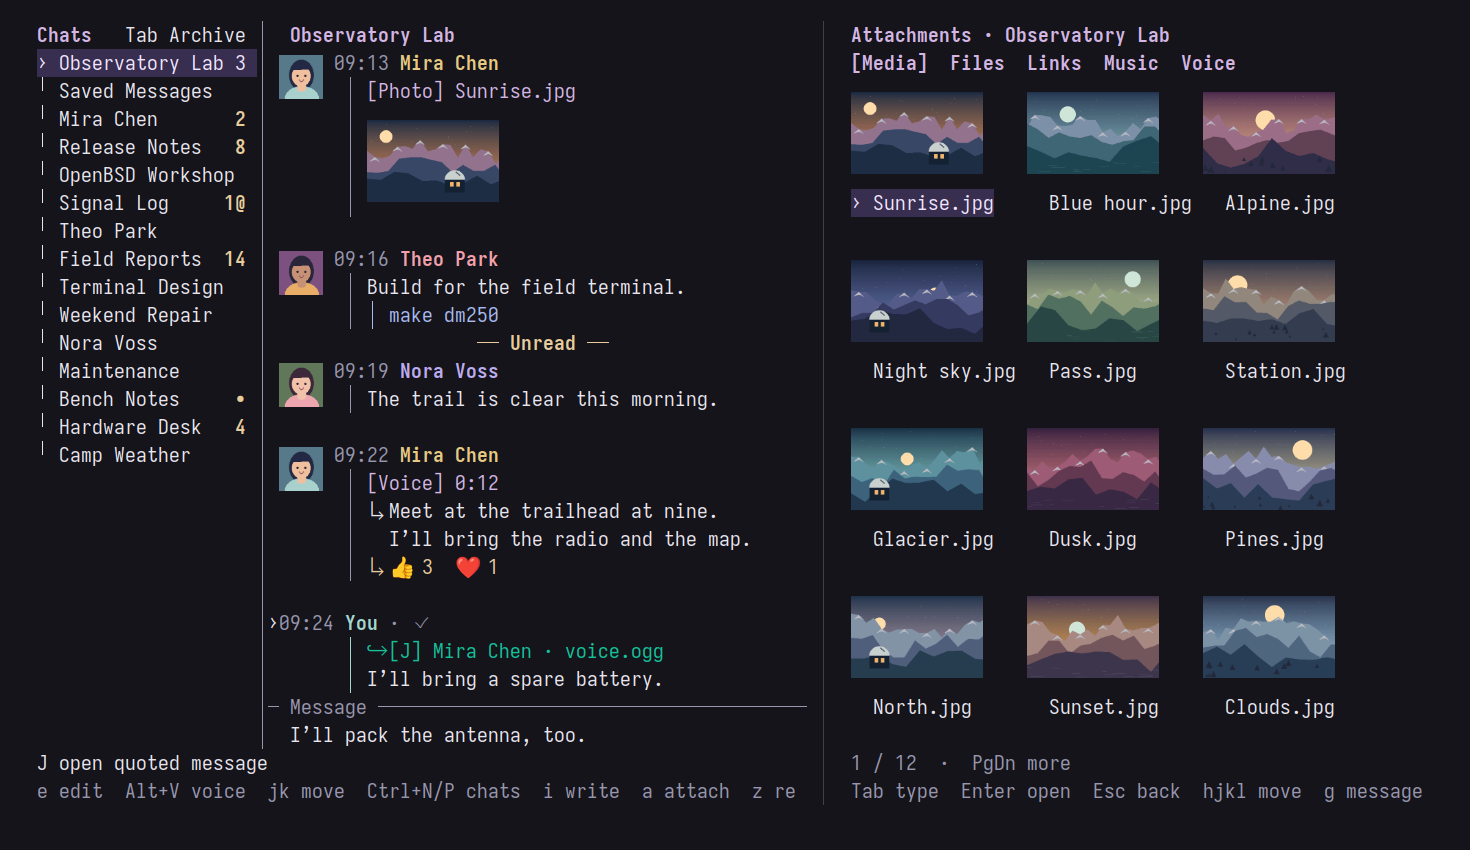 Chats Tab Archive
› Observatory Lab 3
Saved Messages
Mira Chen 2
Release Notes 8
OpenBSD Workshop
Signal Log 1@
Theo Park
Field Reports 14
Terminal Design
Weekend Repair
Nora Voss
Maintenance
Bench Notes •
Hardware Desk 4
Camp Weather
Observatory Lab
09:13 Mira Chen
[Photo] Sunrise.jpg
09:16 Theo Park
Build for the field terminal.
make dm250
Unread
09:19 Nora Voss
The trail is clear this morning.
09:22 Mira Chen
[Voice] 0:12
Meet at the trailhead at nine.
I’ll bring the radio and the map.
👍 3 ❤️ 1
›09:24 You · ✓
↪[J] Mira Chen · voice.ogg
I’ll bring a spare battery.
Message
I’ll pack the antenna, too.
J open quoted message
e edit Alt+V voice jk move Ctrl+N/P chats i write a attach z re
Attachments · Observatory Lab
[Media] Files Links Music Voice
› Sunrise.jpg Blue hour.jpg Alpine.jpg
Night sky.jpg Pass.jpg Station.jpg
Glacier.jpg Dusk.jpg Pines.jpg
North.jpg Sunset.jpg Clouds.jpg
1 / 12 · PgDn more
Tab type Enter open Esc back hjkl move g message